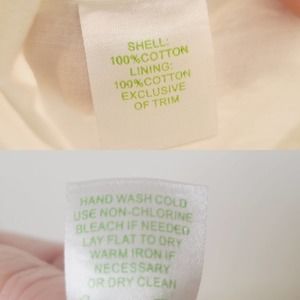 SHELL:
100%COTTON
LINING:
100%COTTON
EXCLUSIVE
OF TRIM
HAND WASH COLD
USE NON-CHLORINE
BLEACH IF NEEDED
LAY FLAT TO DRY
WARM IRON IF
NECESSARY
OR DRY CLEAN